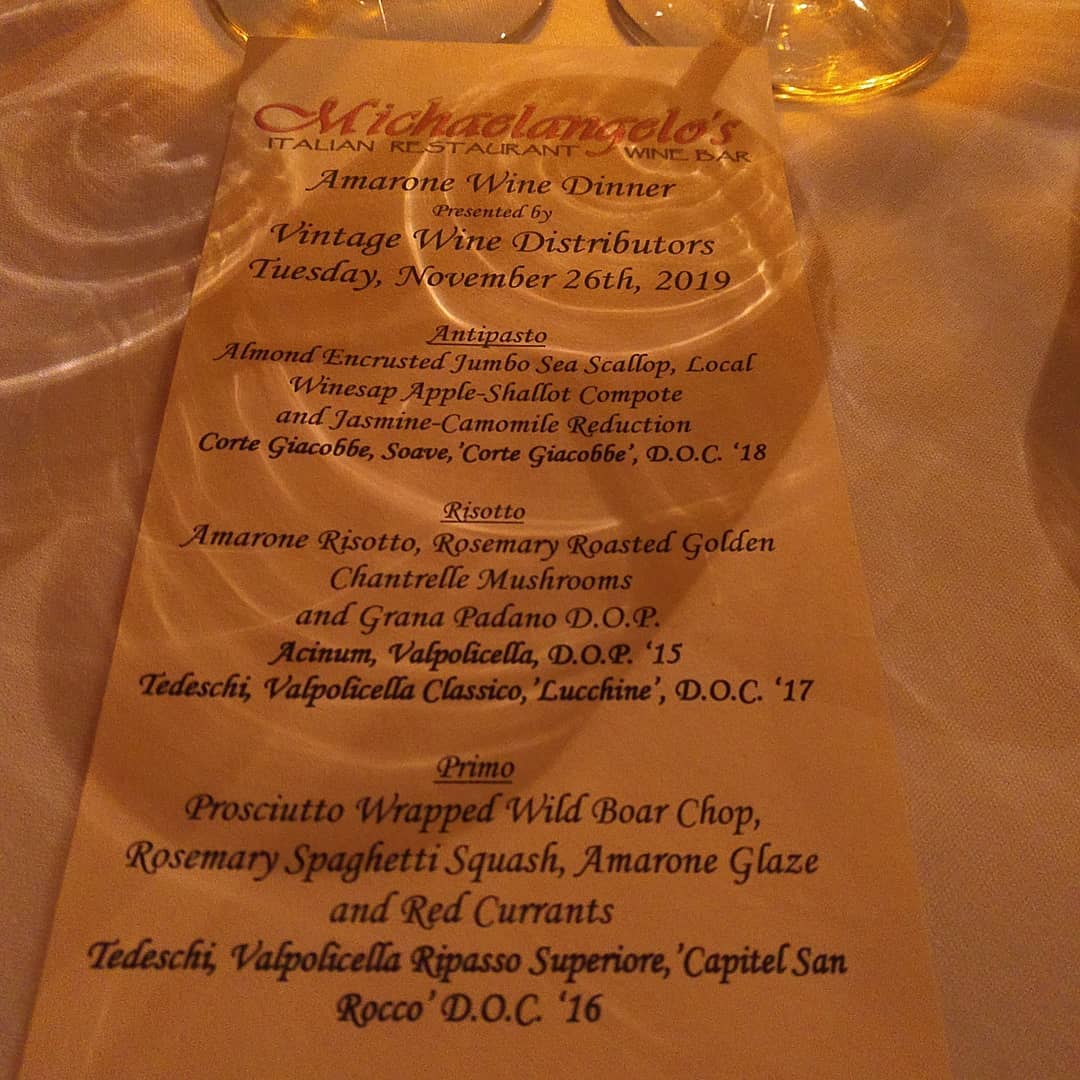 Michaelangelo's
ITALIAN RESTAURANT WINE BAR
Amarone Wine Dinner
Presented by
Vintage Wine Distributors
Tuesday, November 26th, 2019
Antipasto
Almond Encrusted Jumbo Sea Scallop, Local
Winesap Apple-Shallot Compote
and Jasmine-Camomile Reduction
Corte Giacobbe, Soave, 'Corte Giacobbe', D.O.C. ‘18
Risotto
Amarone Risotto, Rosemary Roasted Golden
Chantrelle Mushrooms
and Grana Padano D.O.P.
Acinum, Valpolicella, D.O.P. ‘15
Tedeschi, Valpolicella Classico, 'Lucchine', D.O.C. ‘17
Primo
Prosciutto Wrapped Wild Boar Chop,
Rosemary Spaghetti Squash, Amarone Glaze
and Red Currants
Tedeschi, Valpolicella Ripasso Superiore, 'Capitel San
Rocco' D.O.C. ‘16